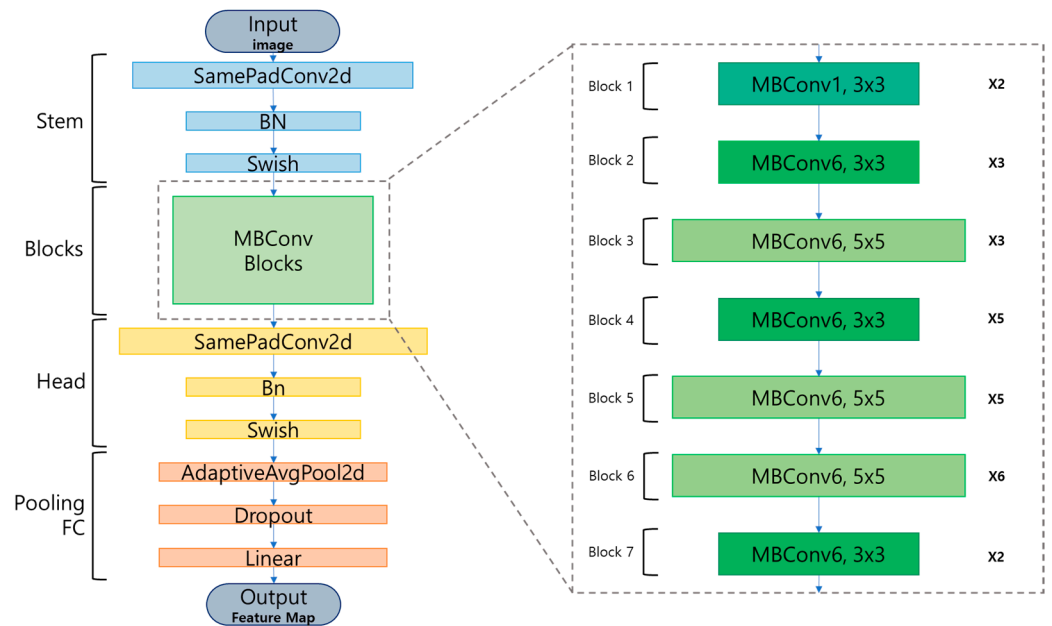 Input
image
Stem
SamePadConv2d
BN
Swish
Blocks
MBConv
Blocks
Head
SamePadConv2d
Bn
Swish
Pooling
FC
AdaptiveAvgPool2d
Dropout
Linear
Output
Feature Map
Block 1
MBConv1, 3x3
X2
Block 2
MBConv6, 3x3
X3
Block 3
MBConv6, 5x5
X3
Block 4
MBConv6, 3x3
X5
Block 5
MBConv6, 5x5
X5
Block 6
MBConv6, 5x5
X6
Block 7
MBConv6, 3x3
X2